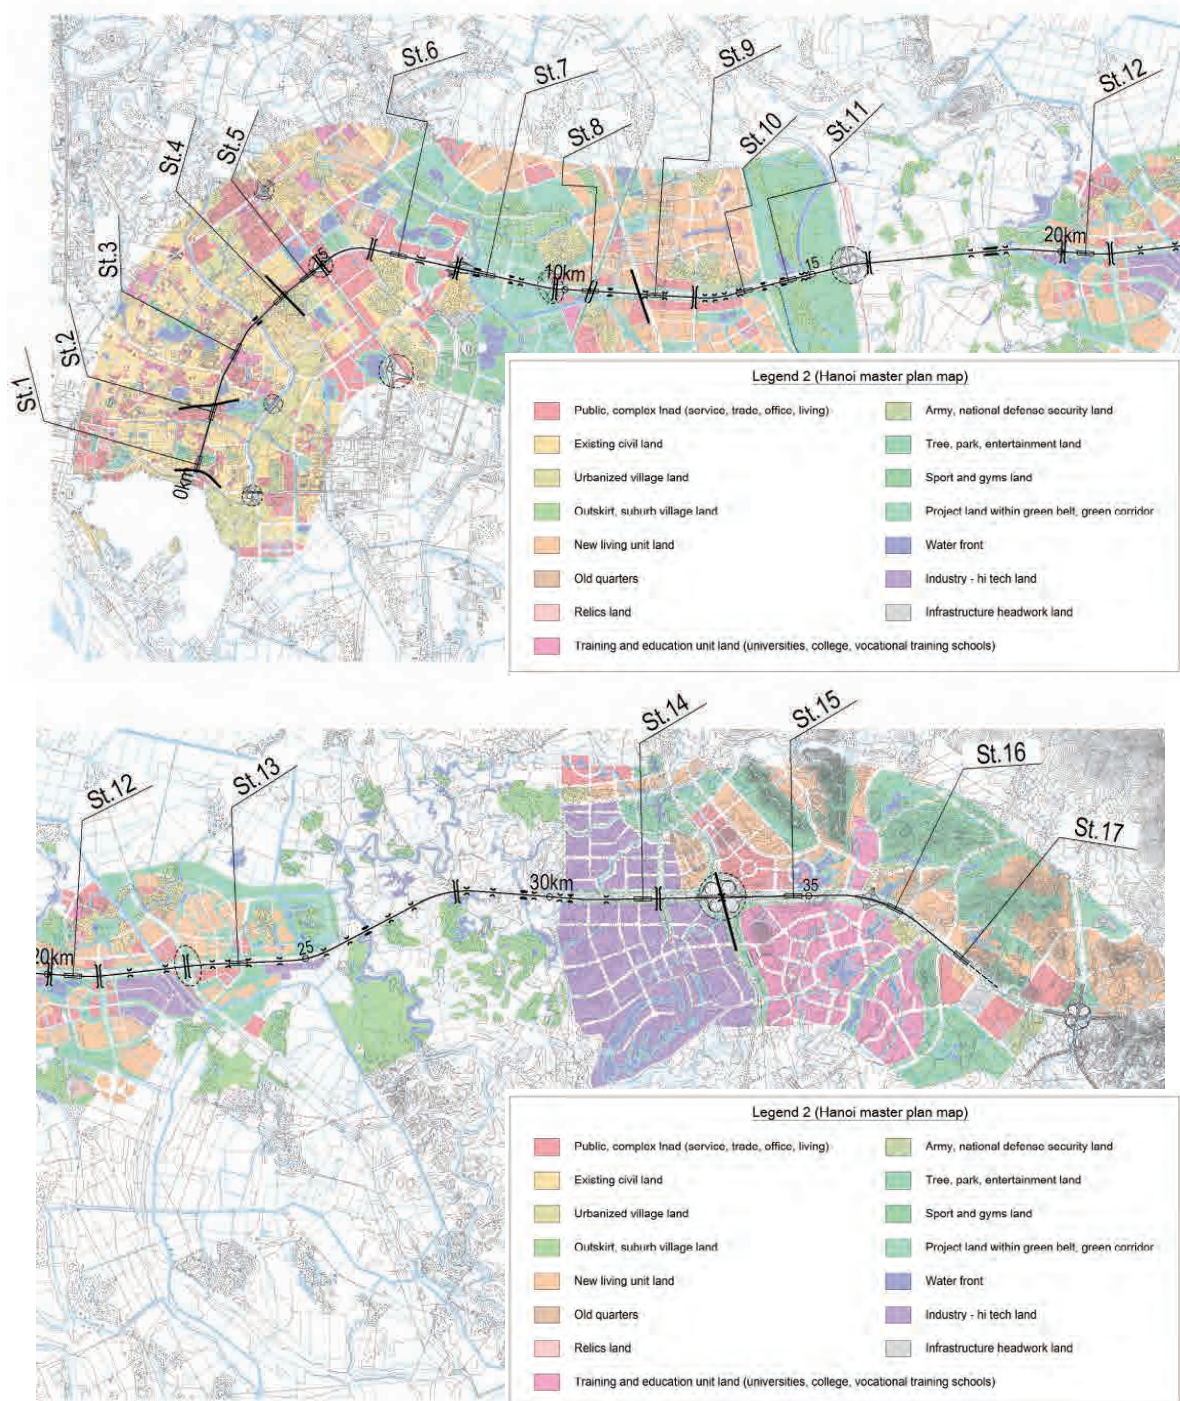 St.6
St.7
St.9
St.12
St.5
St.4
St.8
St.10
St.11
St.3
St.2
St.1
5
10km
15
20km
0km
Legend 2 (Hanoi master plan map)
Public, complex lnad (service, trade, office, living)
Existing civil land
Urbanized village land
Outskirt, suburb village land
New living unit land
Old quarters
Relics land
Training and education unit land (universities, college, vocational training schools)
Army, national defense security land
Tree, park, entertainment land
Sport and gyms land
Project land within green belt, green corridor
Water front
Industry - hi tech land
Infrastructure headwork land
St.12
St.13
St.14
St.15
St.16
St.17
20km
25
30km
35
Legend 2 (Hanoi master plan map)
Public, complex lnad (service, trade, office, living)
Existing civil land
Urbanized village land
Outskirt, suburb village land
New living unit land
Old quarters
Relics land
Training and education unit land (universities, college, vocational training schools)
Army, national defense security land
Tree, park, entertainment land
Sport and gyms land
Project land within green belt, green corridor
Water front
Industry - hi tech land
Infrastructure headwork land